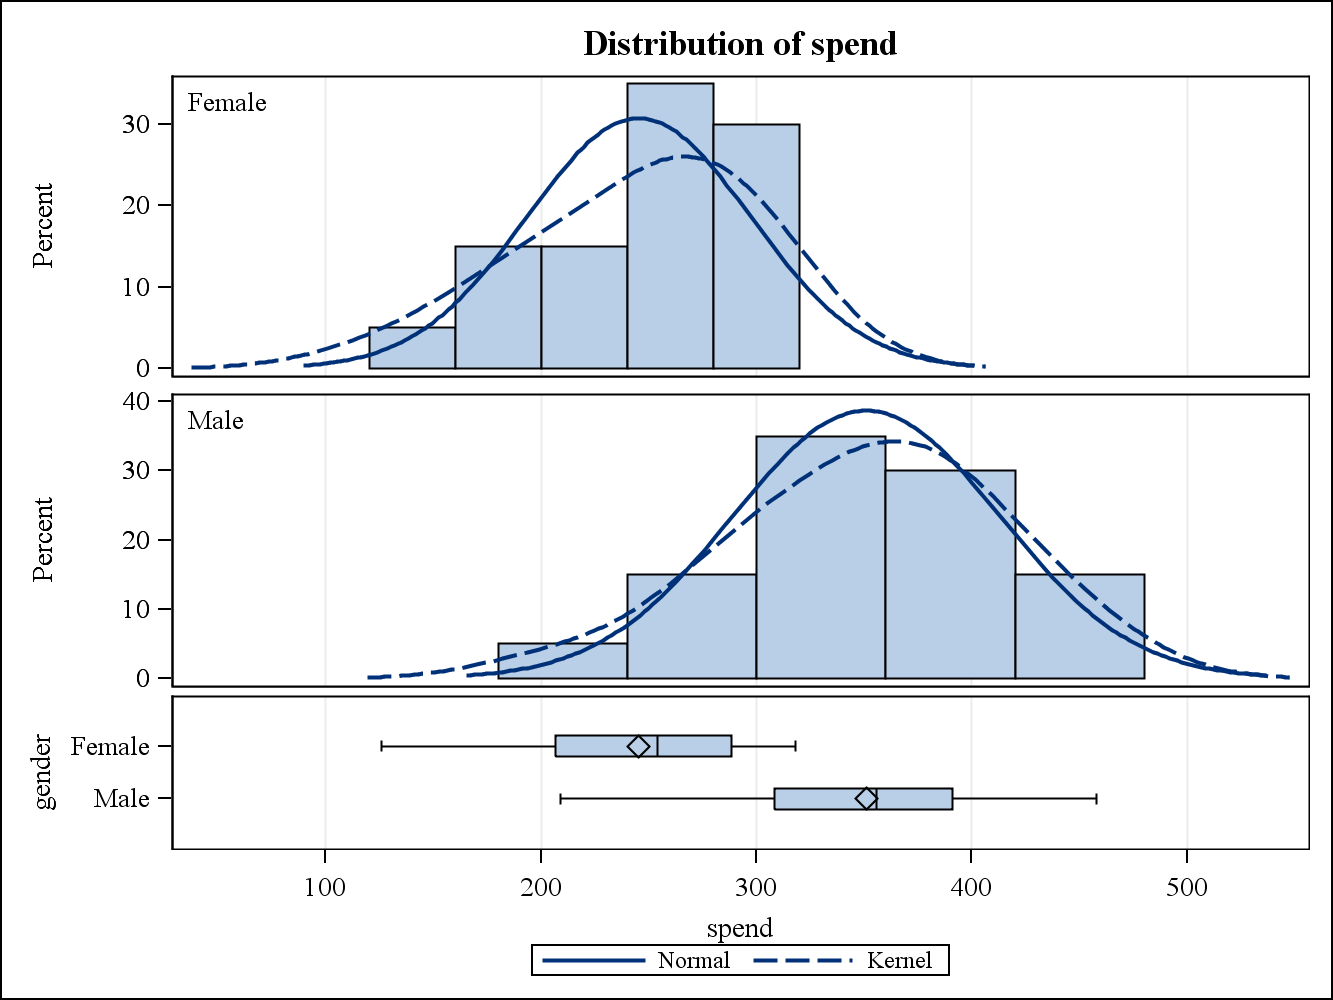 Distribution of spend
Female
Percent
30
20
10
0
Male
Percent
40
30
20
10
0
gender
Female
Male
100 200 300 400 500
spend
Normal Kernel